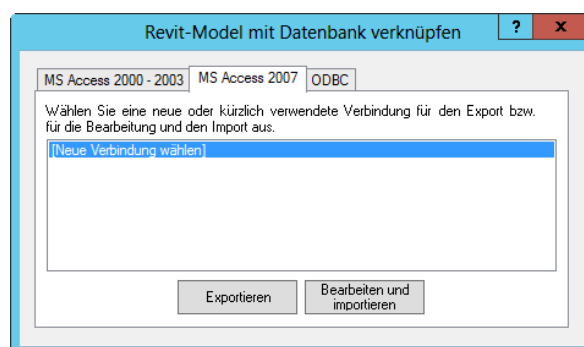 Revit-Model mit Datenbank verknüpfen ? x
MS Access 2000 - 2003 MS Access 2007 ODBC
Wählen Sie eine neue oder kürzlich verwendete Verbindung für den Export bzw.
für die Bearbeitung und den Import aus.
[Neue Verbindung wählen]
Exportieren Bearbeiten und
importieren